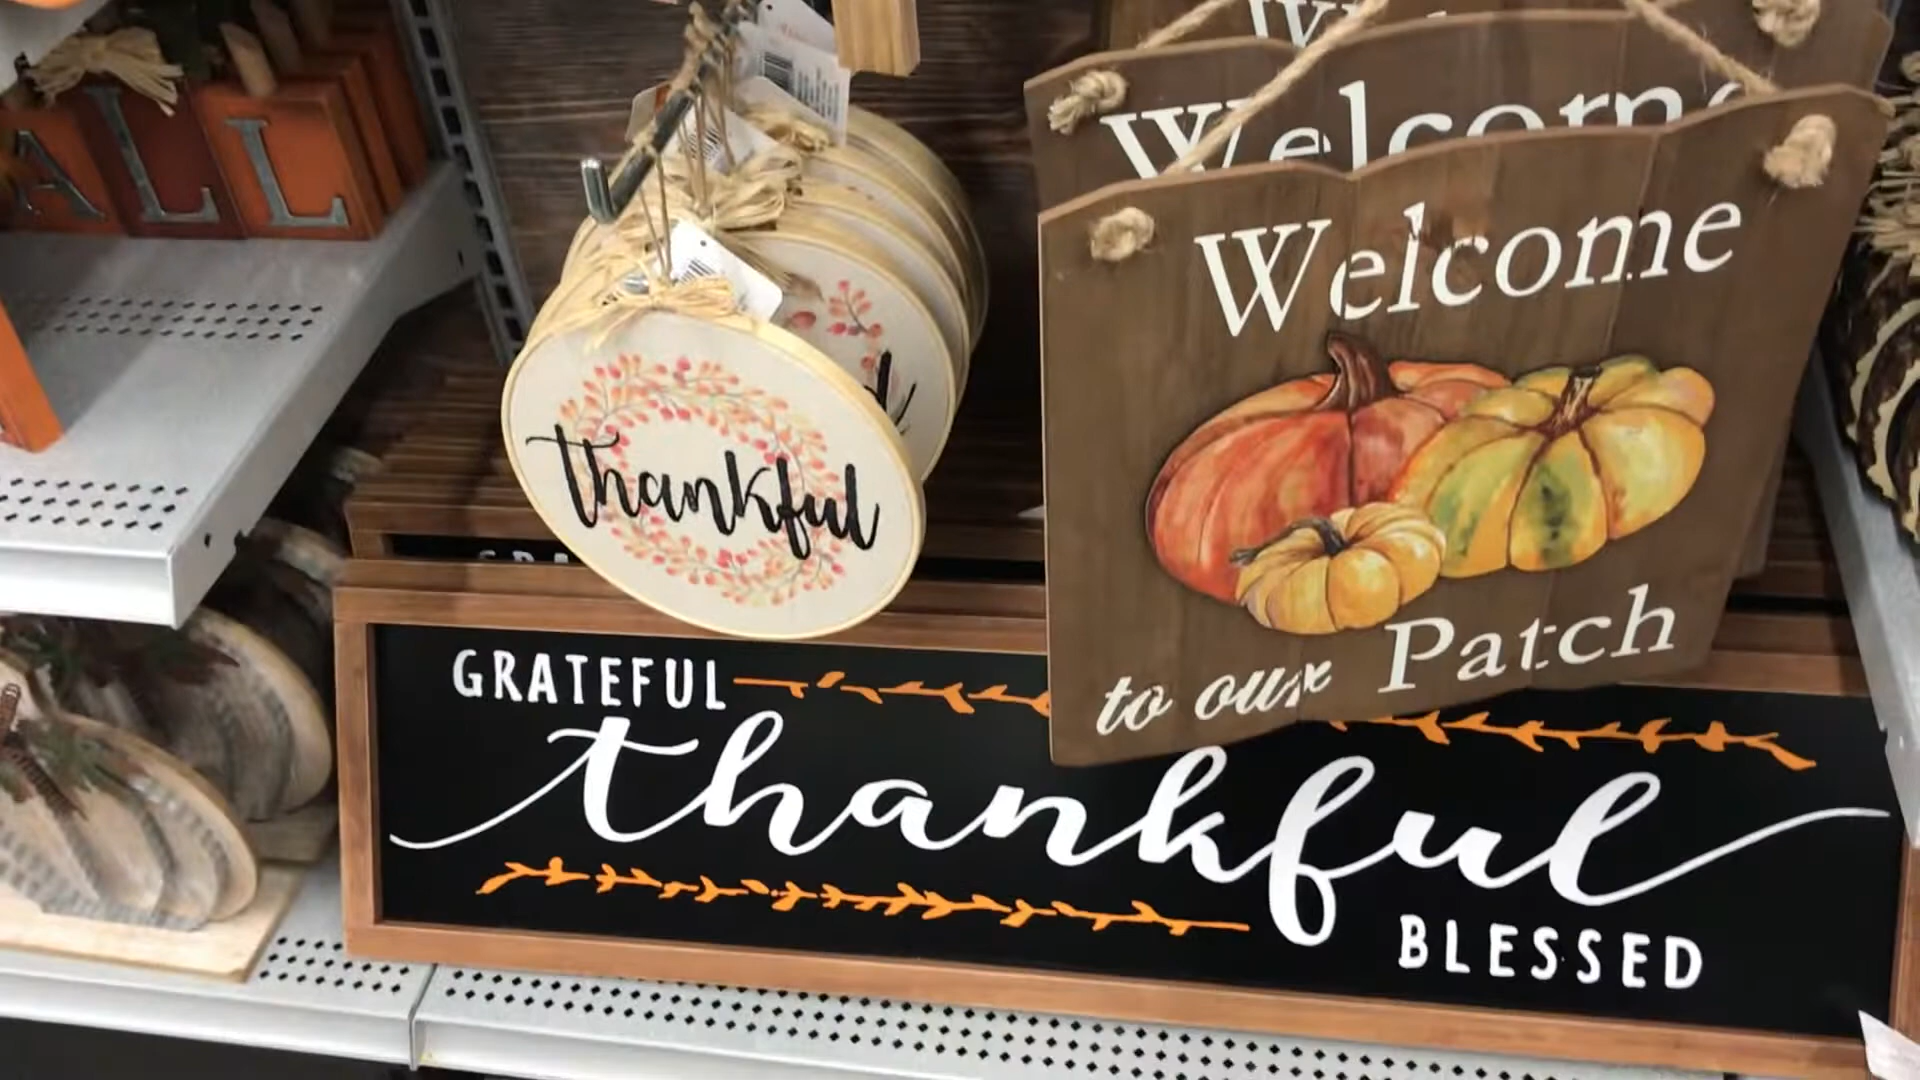 ALL
Welcome
Welcome
to our Patch
thankful
GRATEFUL
thankful
BLESSED